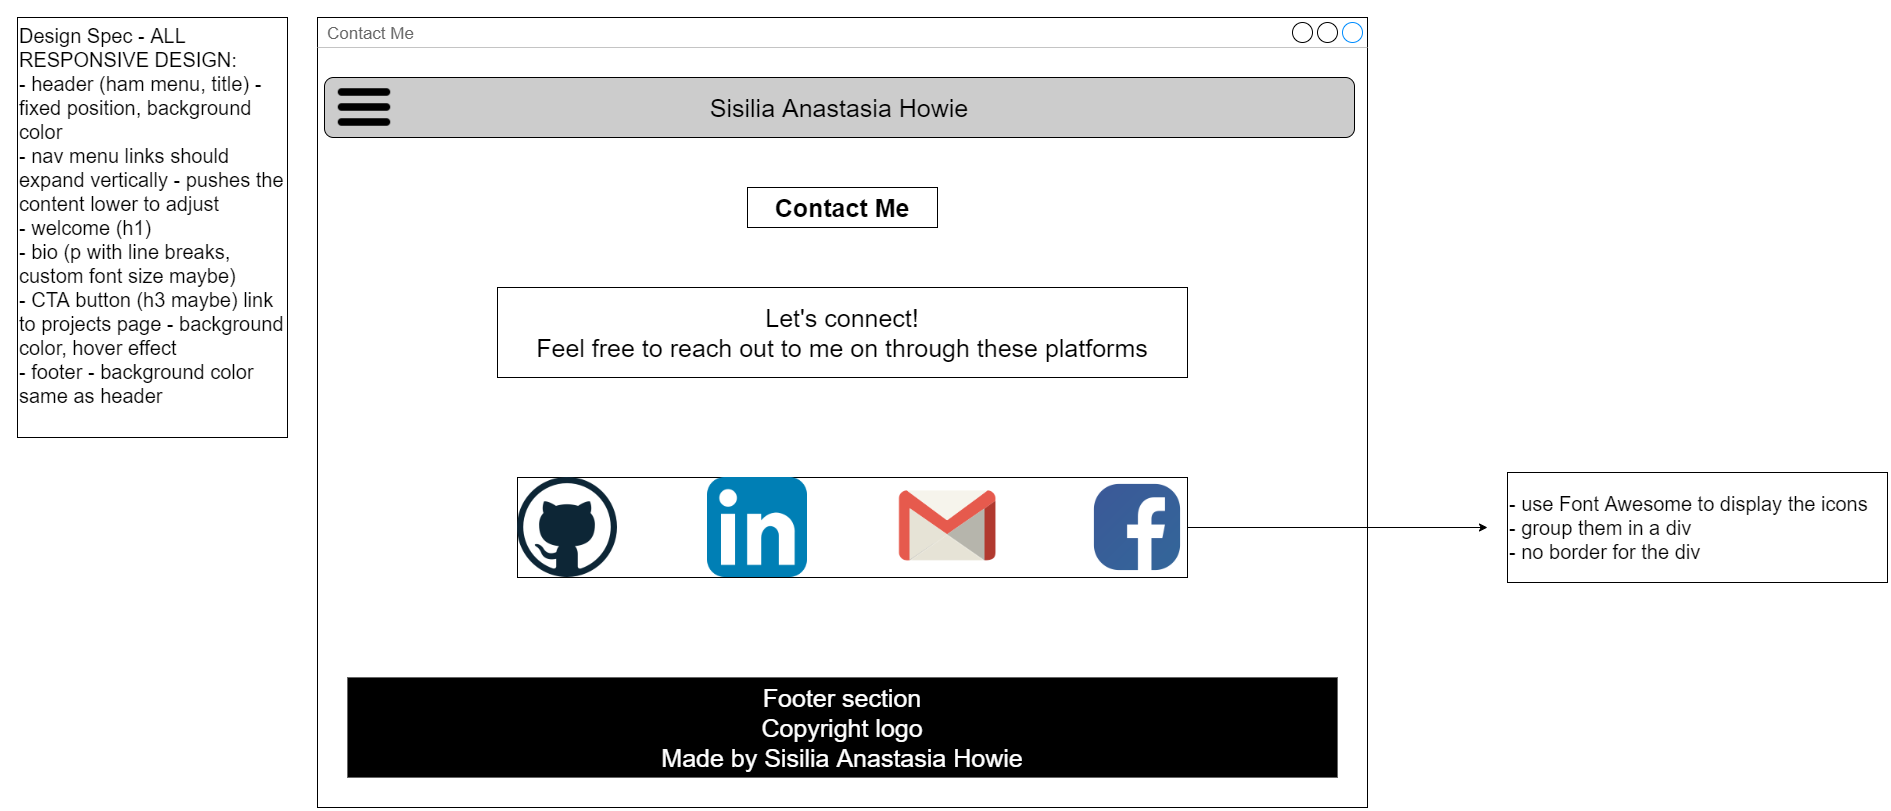 Design Spec - ALL
RESPONSIVE DESIGN:
- header (ham menu, title) -
fixed position, background
color
- nav menu links should
expand vertically - pushes the
content lower to adjust
- welcome (h1)
- bio (p with line breaks,
custom font size maybe)
- CTA button (h3 maybe) link
to projects page - background
color, hover effect
- footer - background color
same as header
Contact Me
Sisilia Anastasia Howie
Contact Me
Let's connect!
Feel free to reach out to me on through these platforms
in
- use Font Awesome to display the icons
- group them in a div
- no border for the div
Footer section
Copyright logo
Made by Sisilia Anastasia Howie